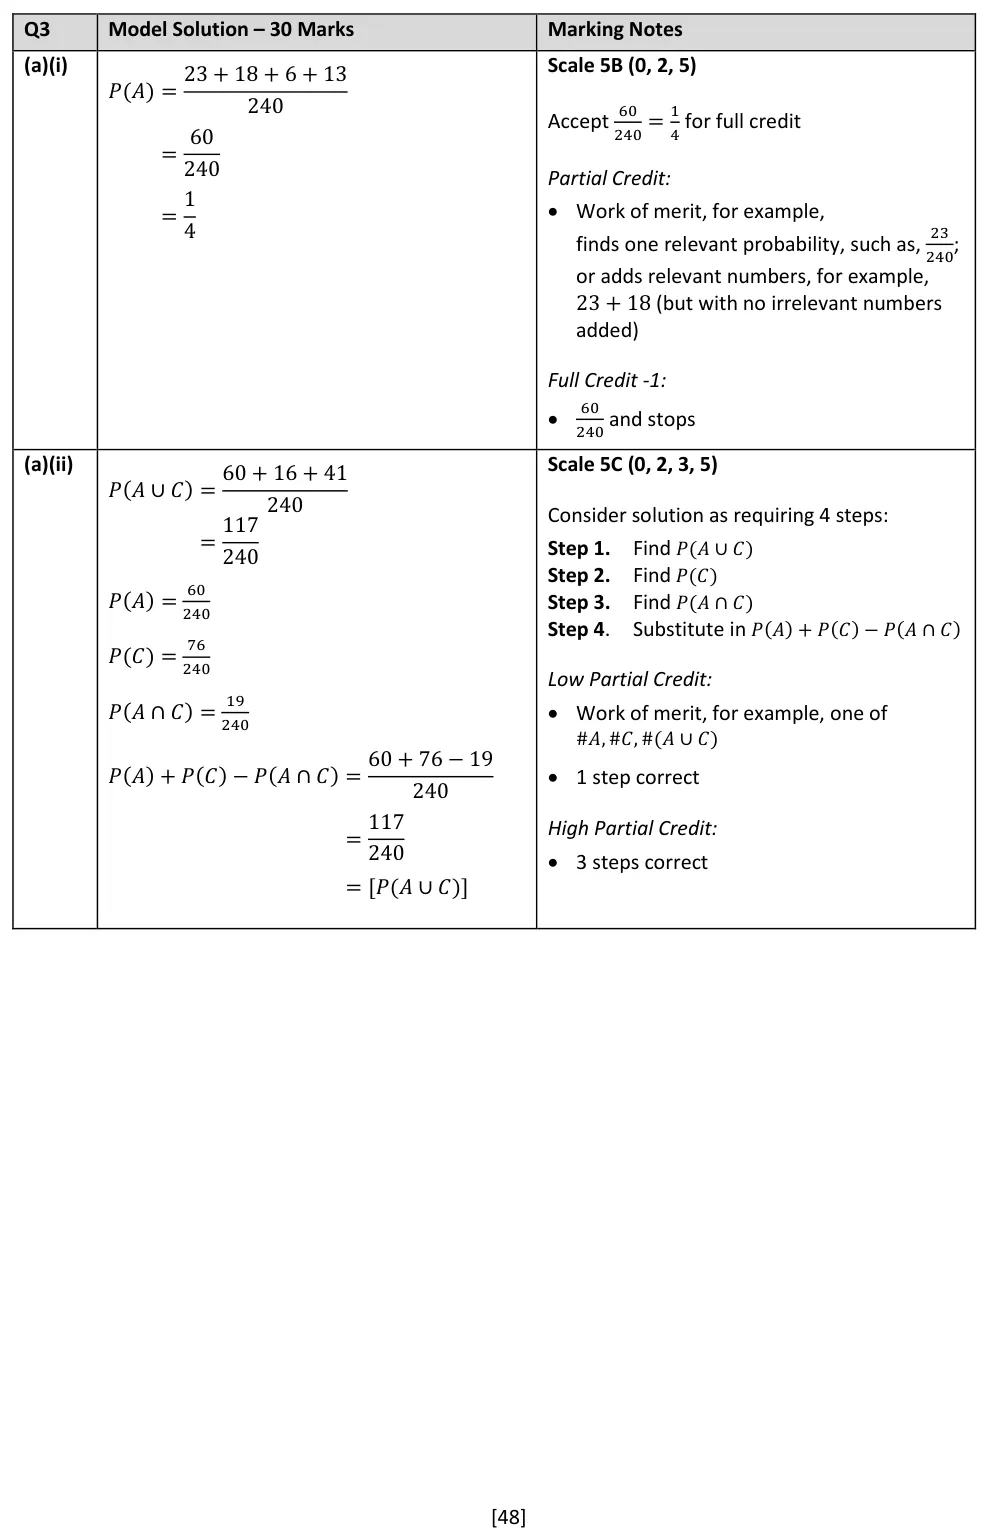 Q3 Model Solution – 30 Marks Marking Notes
(a)(i)
P(A) = (23 + 18 + 6 + 13)/240
= 60/240
= 1/4
Scale 5B (0, 2, 5)
Accept 60/240 = 1/4 for full credit
Partial Credit:
• Work of merit, for example,
finds one relevant probability, such as, 23/240;
or adds relevant numbers, for example,
23 + 18 (but with no irrelevant numbers
added)
Full Credit -1:
• 60/240 and stops
(a)(ii)
P(A ∪ C) = (60 + 16 + 41)/240
= 117/240
P(A) = 60/240
P(C) = 76/240
P(A ∩ C) = 19/240
P(A) + P(C) − P(A ∩ C) = (60 + 76 − 19)/240
= 117/240
= [P(A ∪ C)]
Scale 5C (0, 2, 3, 5)
Consider solution as requiring 4 steps:
Step 1. Find P(A ∪ C)
Step 2. Find P(C)
Step 3. Find P(A ∩ C)
Step 4. Substitute in P(A) + P(C) − P(A ∩ C)
Low Partial Credit:
• Work of merit, for example, one of
#A, #C, #(A ∪ C)
• 1 step correct
High Partial Credit:
• 3 steps correct
[48]